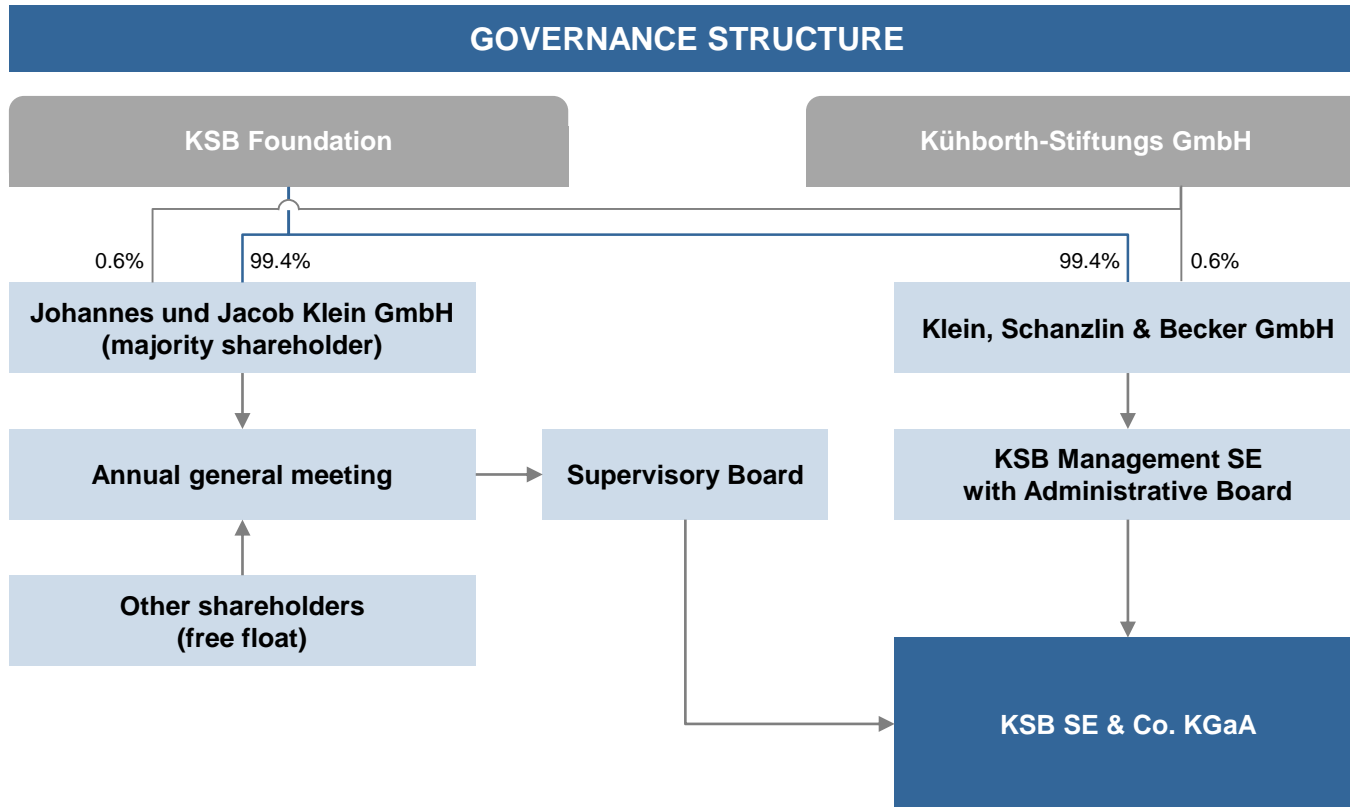 GOVERNANCE STRUCTURE
KSB Foundation
Kühborth-Stiftungs GmbH
0.6%
99.4%
99.4%
0.6%
Johannes und Jacob Klein GmbH
(majority shareholder)
Klein, Schanzlin & Becker GmbH
Annual general meeting
Supervisory Board
KSB Management SE
with Administrative Board
Other shareholders
(free float)
KSB SE & Co. KGaA